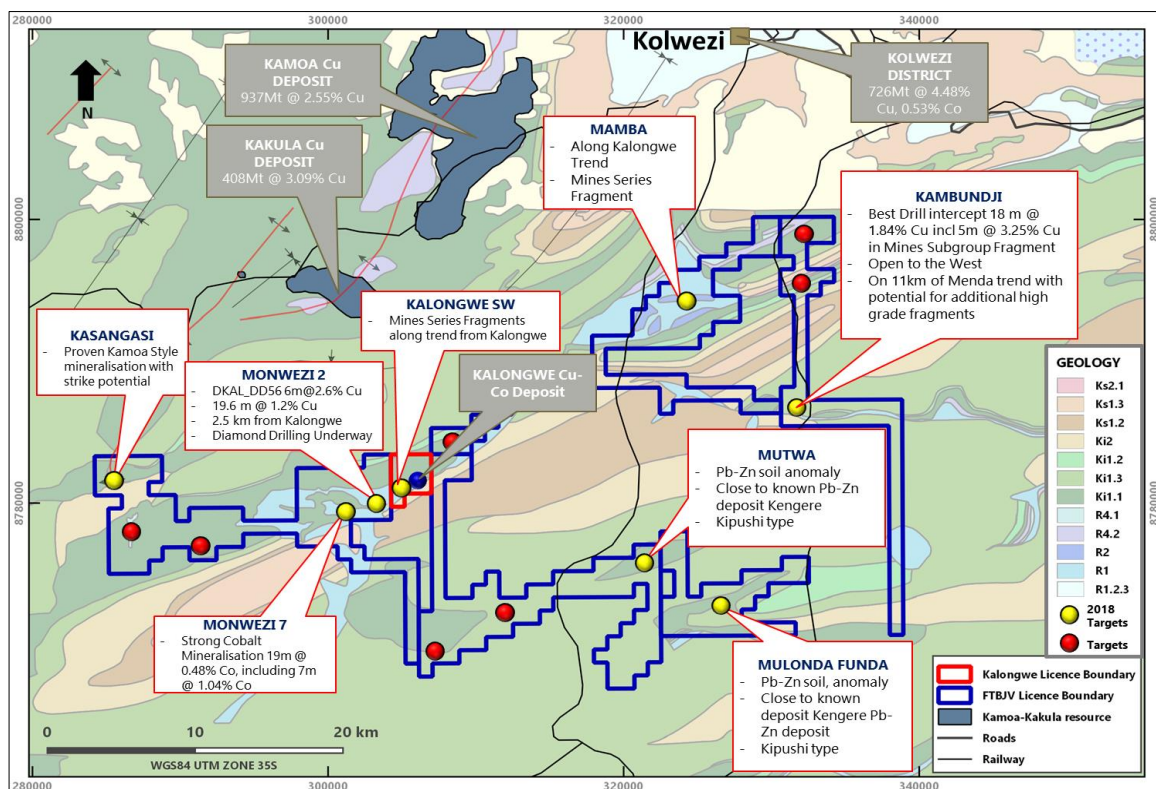 280000
300000
320000
340000
Kolwezi
N
KAMOA Cu
DEPOSIT
937Mt @ 2.55% Cu
KOLWEZI
DISTRICT
726Mt @ 4.48%
Cu, 0.53% Co
KAKULA Cu
DEPOSIT
408Mt @ 3.09% Cu
MAMBA
- Along Kalongwe
Trend
- Mines Series
Fragment
KAMBUNDJI
- Best Drill intercept 18 m @
1.84% Cu incl 5m @ 3.25% Cu
in Mines Subgroup Fragment
- Open to the West
- On 11km of Menda trend with
potential for additional high
grade fragments
8800000
8800000
KALONGWE SW
- Mines Series Fragments
along trend from Kalongwe
KASANGASI
- Proven Kamoa Style
mineralisation with
strike potential
MONWEZI 2
- DKAL_DD56 6m@2.6% Cu
- 19.6 m @ 1.2% Cu
- 2.5 km from Kalongwe
- Diamond Drilling Underway
KALONGWE Cu-
Co Deposit
MUTWA
- Pb-Zn soil anomaly
- Close to known Pb-Zn
deposit Kengere
- Kipushi type
8780000
8780000
MONWEZI 7
- Strong Cobalt
Mineralisation 19m @
0.48% Co, including 7m
@ 1.04% Co
MULONDA FUNDA
- Pb-Zn soil, anomaly
- Close to known
deposit Kengere Pb-
Zn deposit
- Kipushi type
GEOLOGY
Ks2.1
Ks1.3
Ks1.2
Ki2
Ki1.2
Ki1.3
Ki1.1
R4.1
R4.2
R2
R1
R1.2.3
2018
Targets
Targets
Kalongwe Licence Boundary
FTBJV Licence Boundary
Kamoa-Kakula resource
Roads
Railway
0
10
20 km
WGS84 UTM ZONE 35S
280000
300000
320000
340000